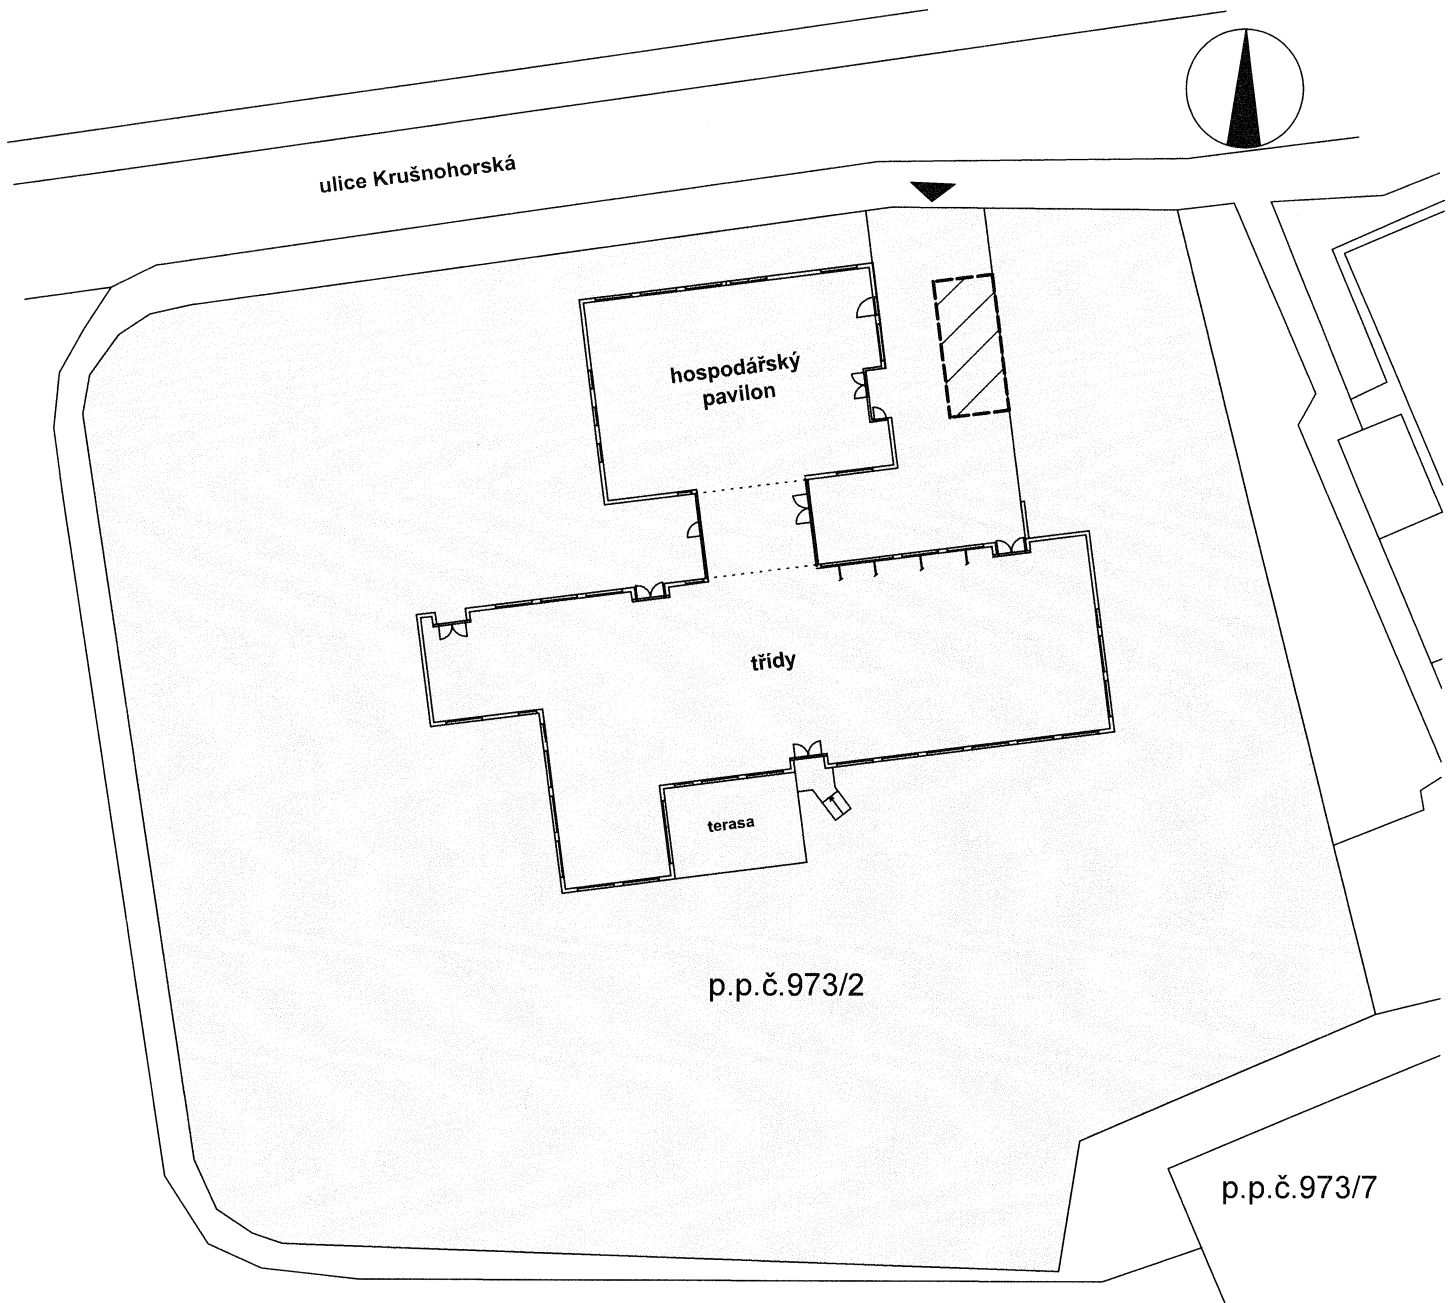 ulice Krušnohorská
hospodářský
pavilon
třídy
terasa
p.p.č.973/2
p.p.č.973/7